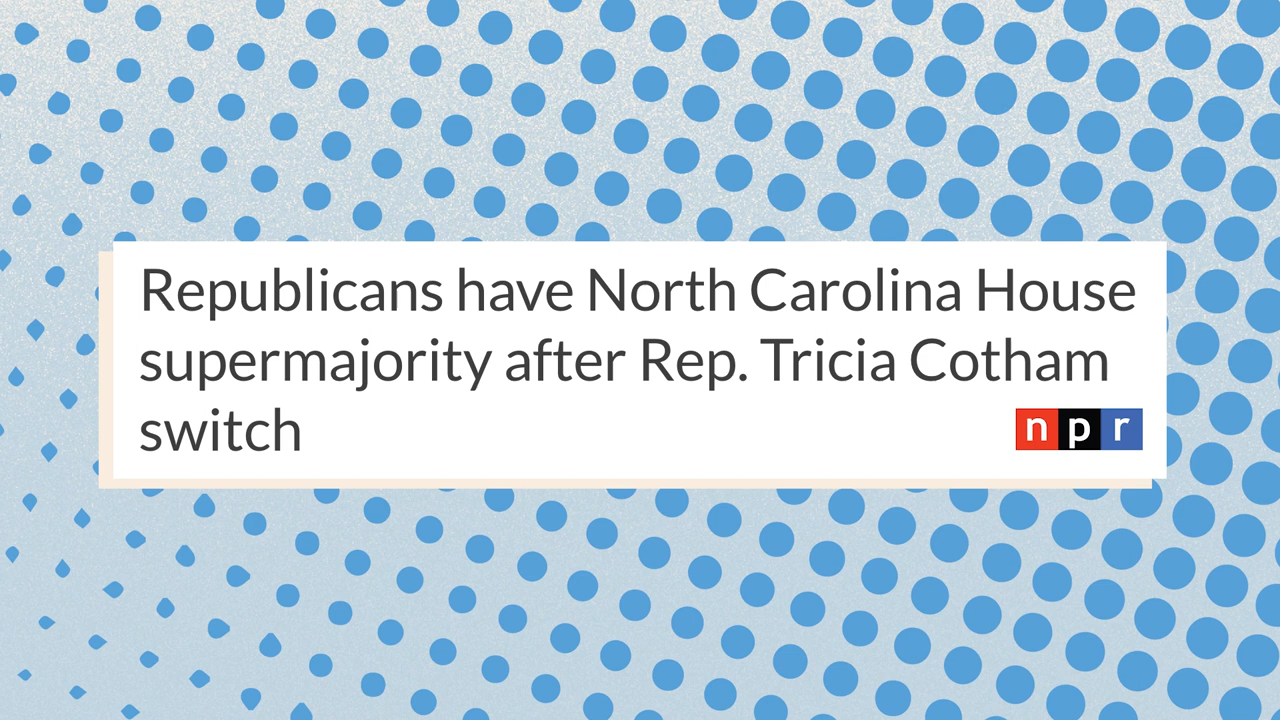 Republicans have North Carolina House
supermajority after Rep. Tricia Cotham
switch
npr